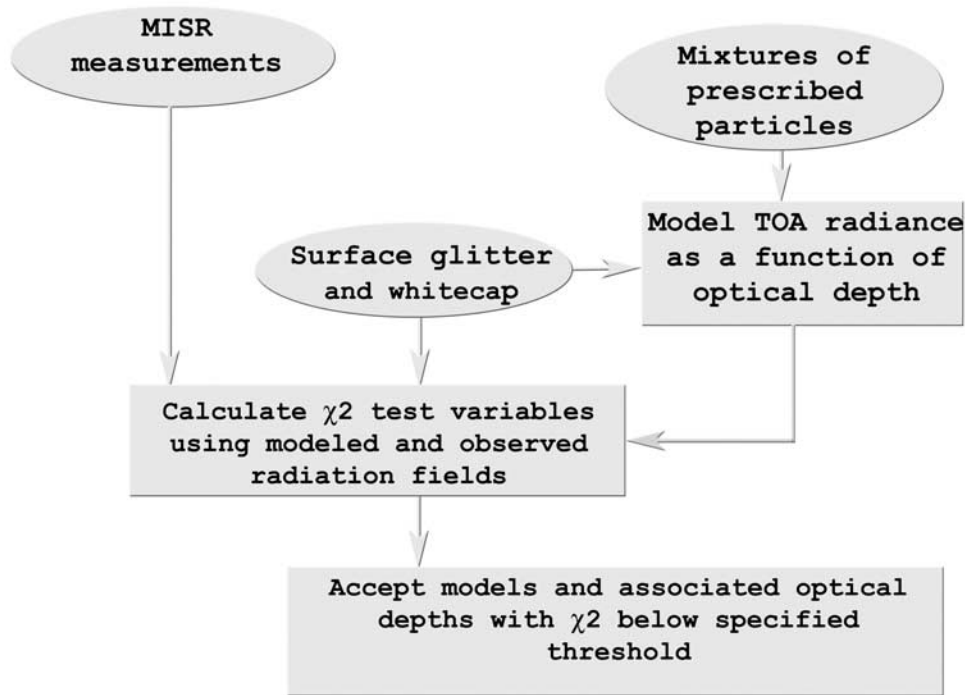 MISR
measurements
Mixtures of
prescribed
particles
Model TOA radiance
as a function of
optical depth
Surface glitter
and whitecap
Calculate χ2 test variables
using modeled and observed
radiation fields
Accept models and associated optical
depths with χ2 below specified
threshold